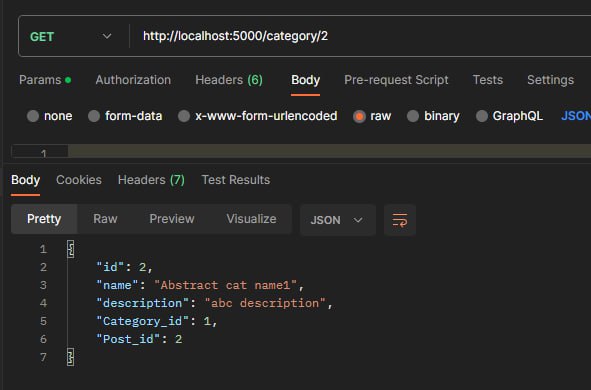 GET http://localhost:5000/category/2
Params Authorization Headers (6) Body Pre-request Script Tests Settings
none form-data x-www-form-urlencoded raw binary GraphQL JSON
1
Body Cookies Headers (7) Test Results
Pretty Raw Preview Visualize JSON
1 {
2 "id": 2,
3 "name": "Abstract cat name1",
4 "description": "abc description",
5 "Category_id": 1,
6 "Post_id": 2
7 }